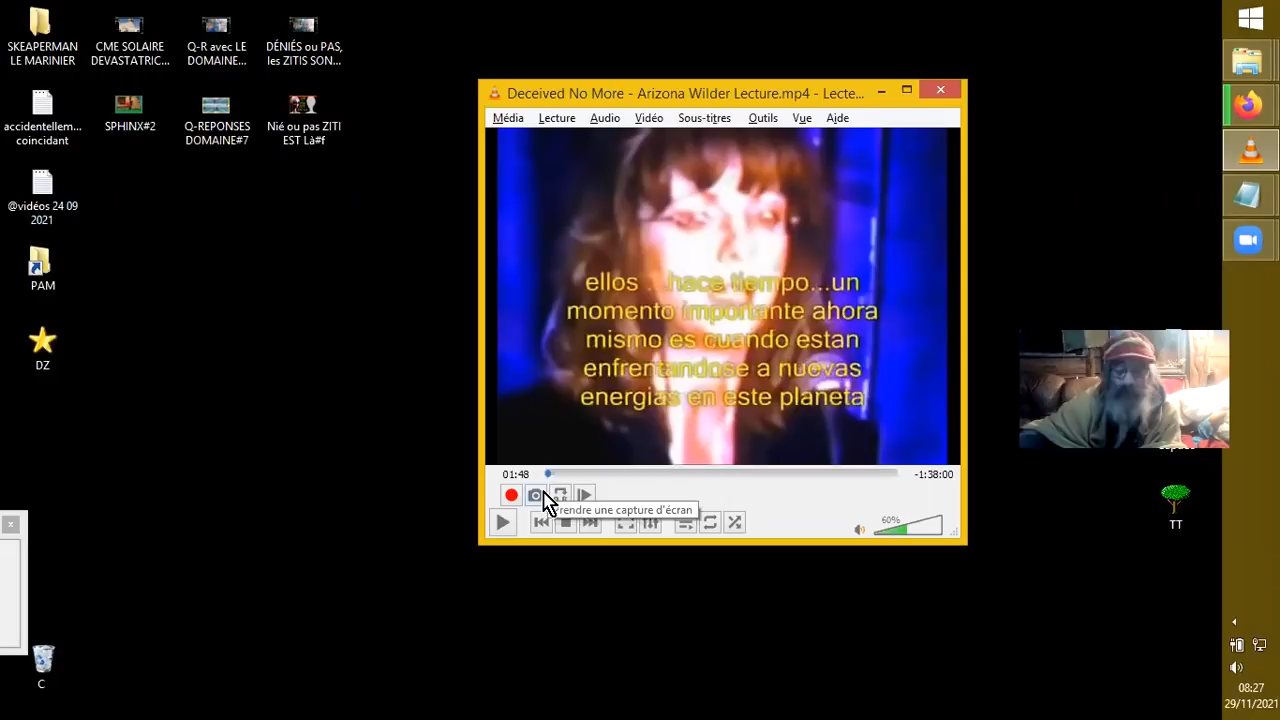 SKEAPERMAN
LE MARINIER
CME SOLAIRE
DEVASTATRIC...
Q-R avec LE
DOMAINE...
DÉNIÉS ou PAS,
les ZITIS SON...
accidentellem...
coincidant
SPHINX#2
Q-REPONSES
DOMAINE#7
Nié ou pas ZITI
EST Là#f
@vidéos 24 09
2021
PAM
DZ
C
Deceived No More - Arizona Wilder Lecture.mp4 - Lecte...
Média Lecture Audio Vidéo Sous-titres Outils Vue Aide
ellos ...hace tiempo...un
momento importante ahora
mismo es cuando estan
enfrentandose a nuevas
energias en este planeta
01:48
-1:38:00
rendre une capture d'écran
60%
TT
08:27
29/11/2021